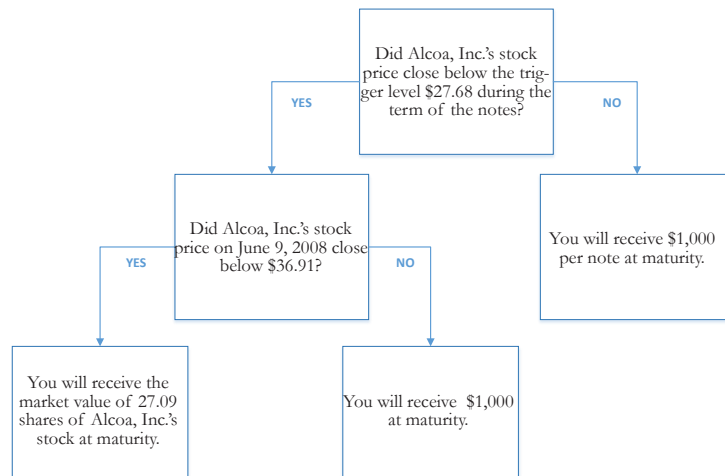 Did Alcoa, Inc.'s stock
price close below the trig-
ger level $27.68 during the
term of the notes?
YES
NO
Did Alcoa, Inc.'s stock
price on June 9, 2008 close
below $36.91?
You will receive $1,000
per note at maturity.
YES
NO
You will receive the
market value of 27.09
shares of Alcoa, Inc.'s
stock at maturity.
You will receive $1,000
at maturity.